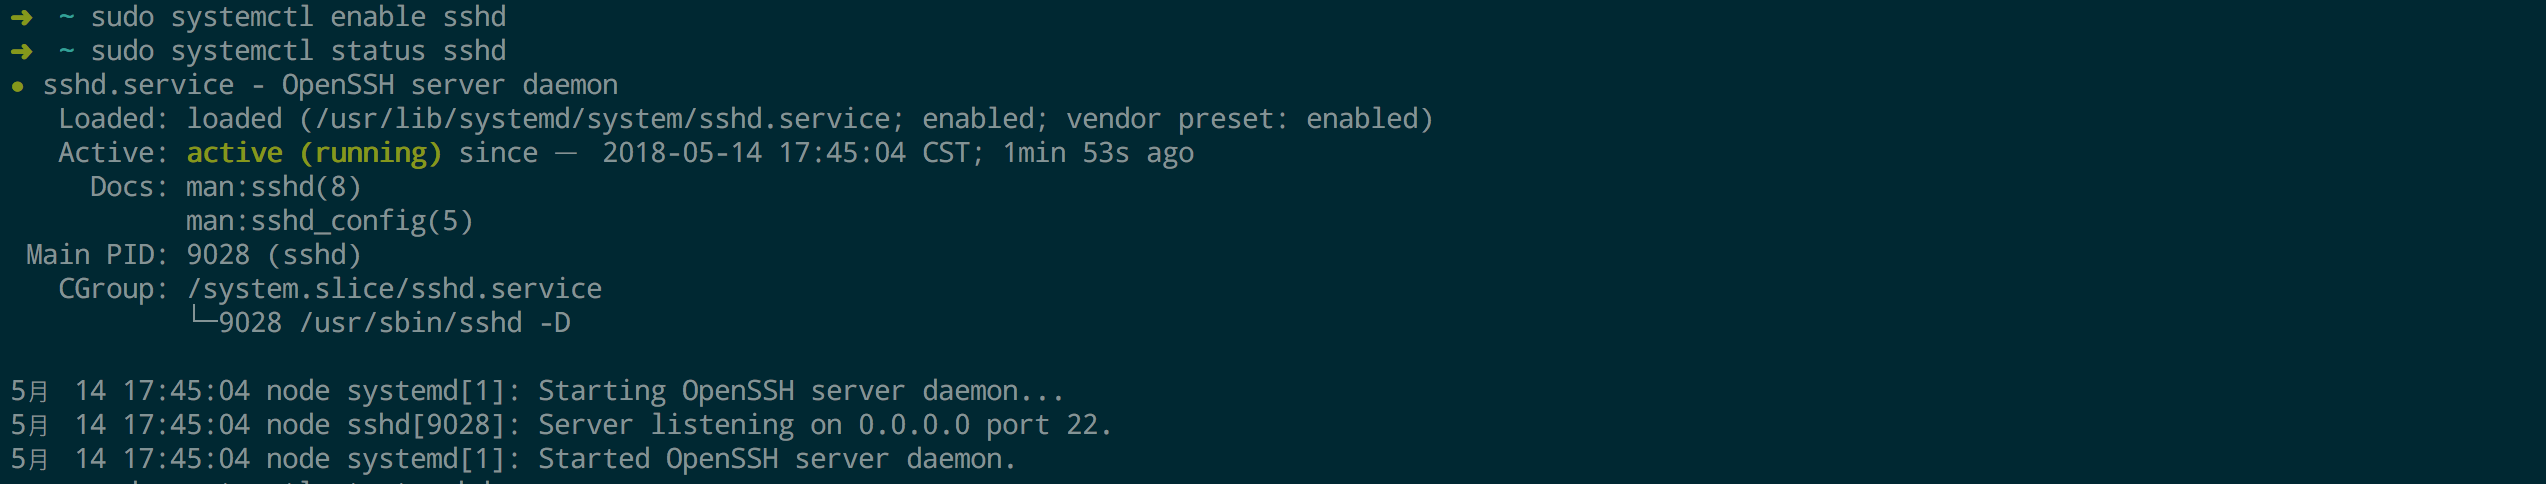 ➜  ~ sudo systemctl enable sshd
➜  ~ sudo systemctl status sshd
● sshd.service - OpenSSH server daemon
   Loaded: loaded (/usr/lib/systemd/system/sshd.service; enabled; vendor preset: enabled)
   Active: active (running) since 一 2018-05-14 17:45:04 CST; 1min 53s ago
     Docs: man:sshd(8)
           man:sshd_config(5)
 Main PID: 9028 (sshd)
   CGroup: /system.slice/sshd.service
           └─9028 /usr/sbin/sshd -D
5月 14 17:45:04 node systemd[1]: Starting OpenSSH server daemon...
5月 14 17:45:04 node sshd[9028]: Server listening on 0.0.0.0 port 22.
5月 14 17:45:04 node systemd[1]: Started OpenSSH server daemon.